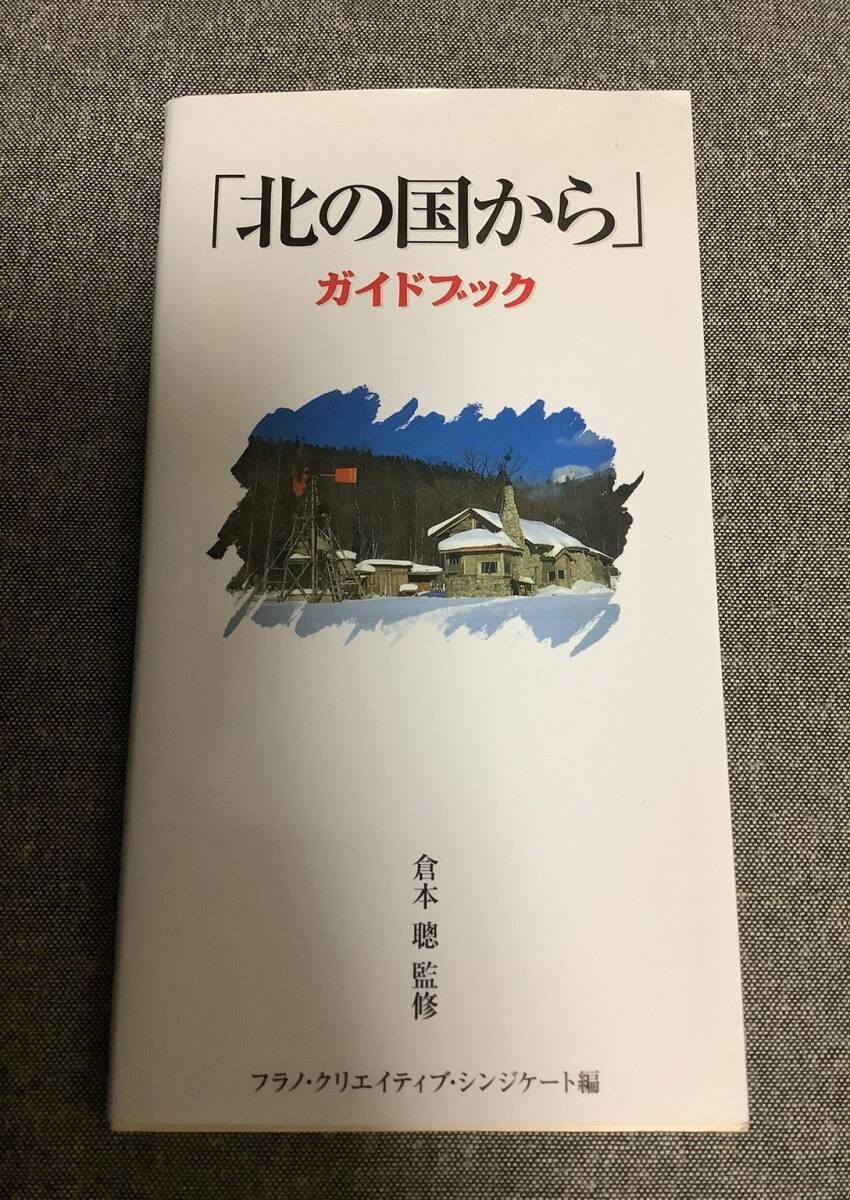 「北の国から」
ガイドブック
倉本 聰 監修
フラノ・クリエイティブ・シンジケート編